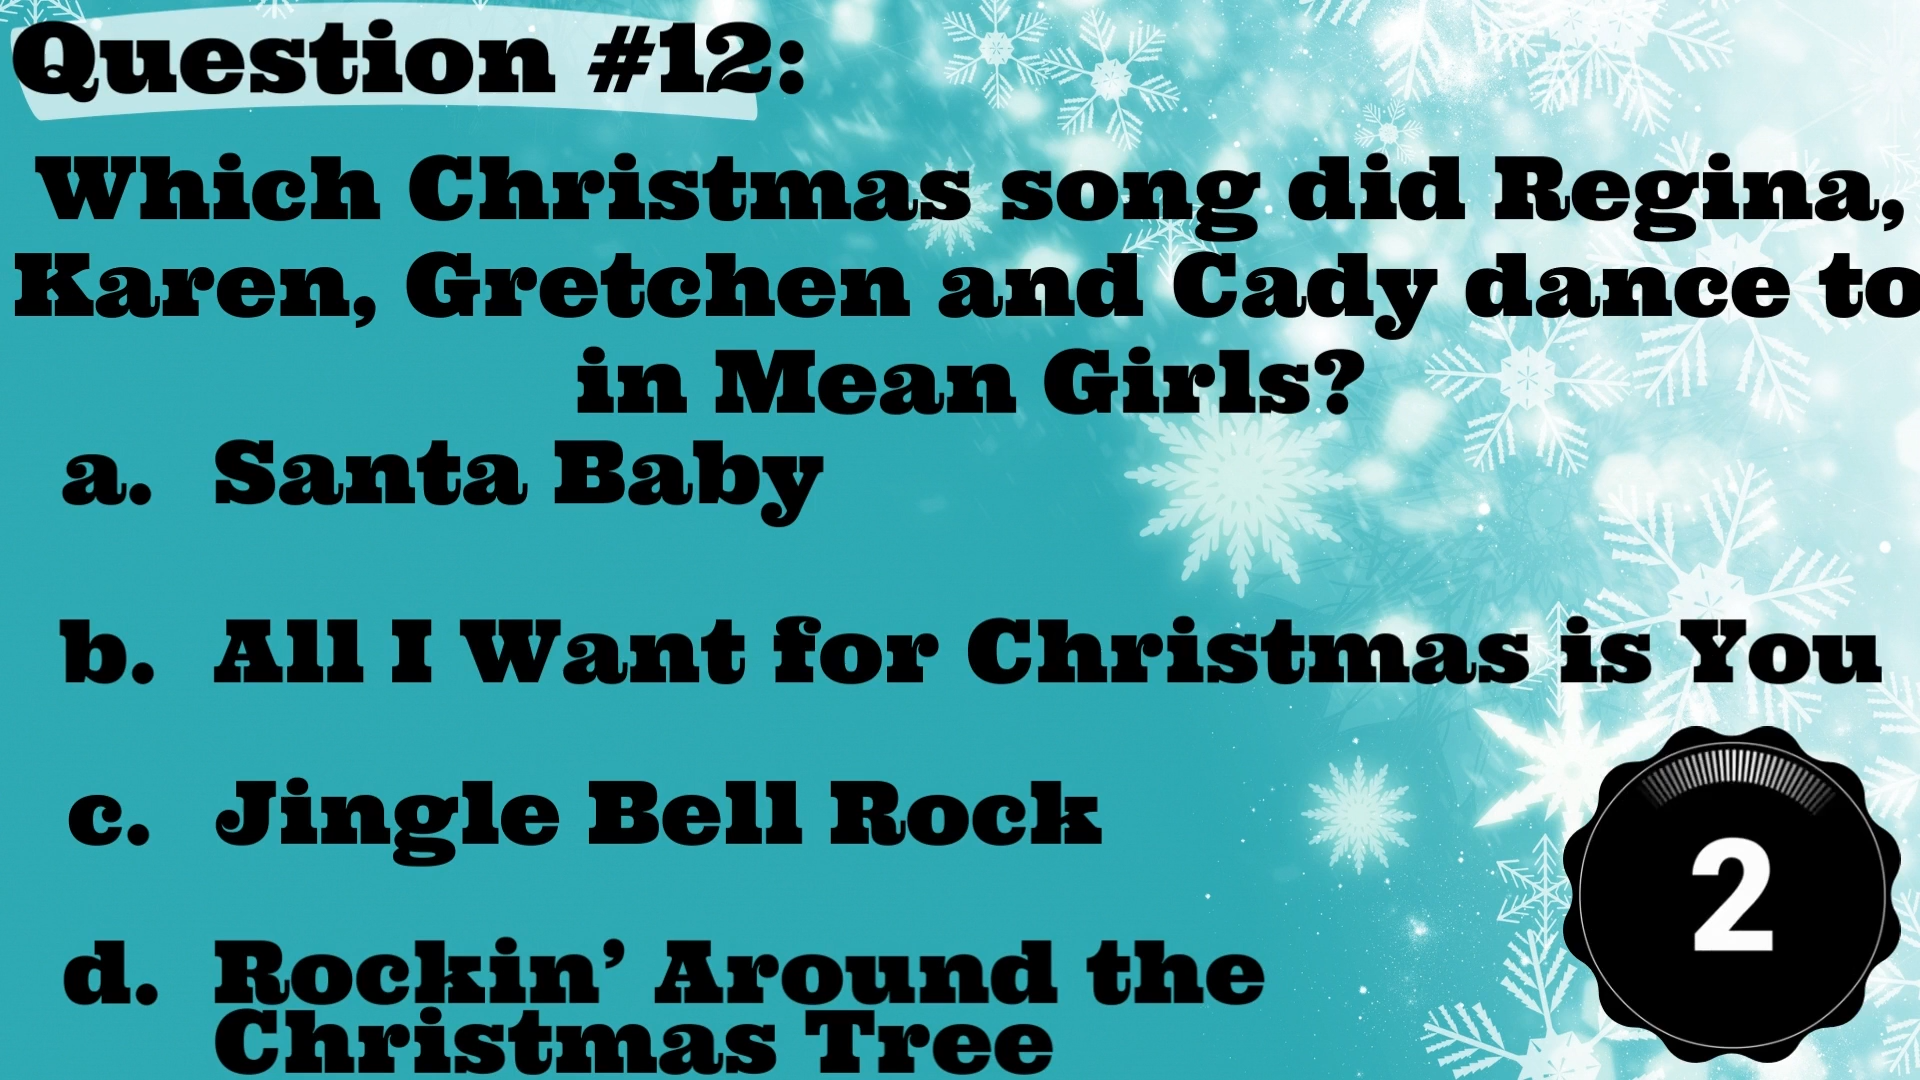 Question #12:
Which Christmas song did Regina,
Karen, Gretchen and Cady dance to
in Mean Girls?
a. Santa Baby
b. All I Want for Christmas is You
c. Jingle Bell Rock
d. Rockin’ Around the
Christmas Tree
2